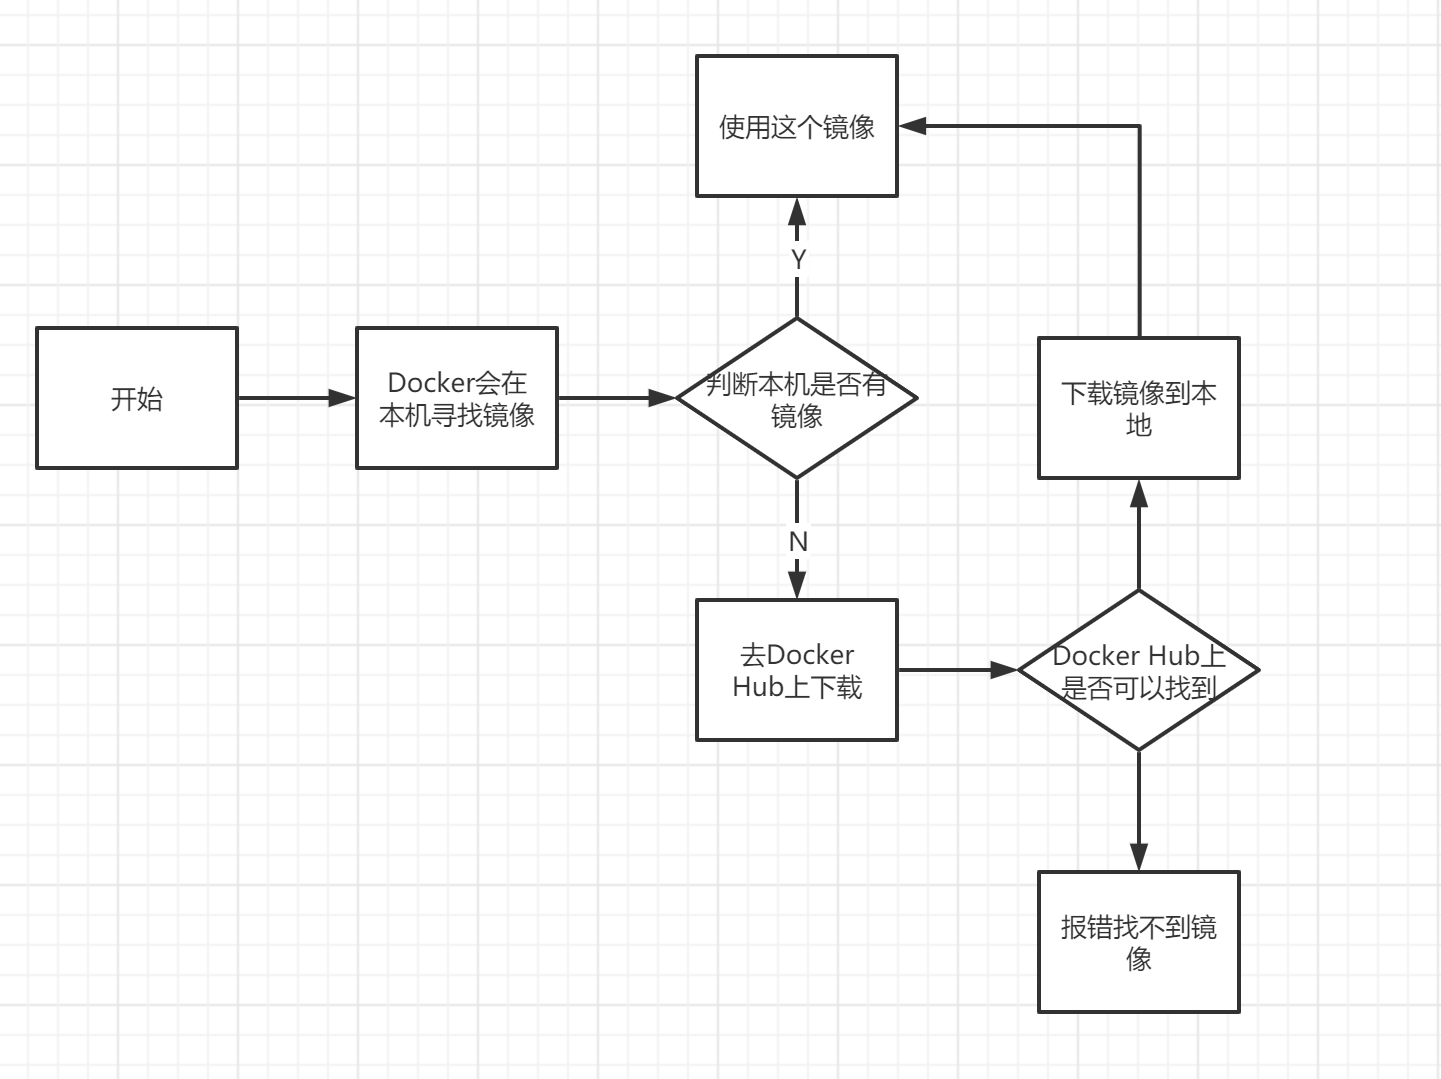 使用这个镜像
Y
开始
Docker会在
本机寻找镜像
判断本机是否有
镜像
下载镜像到本
地
N
去Docker
Hub上下载
Docker Hub上
是否可以找到
报错找不到镜
像